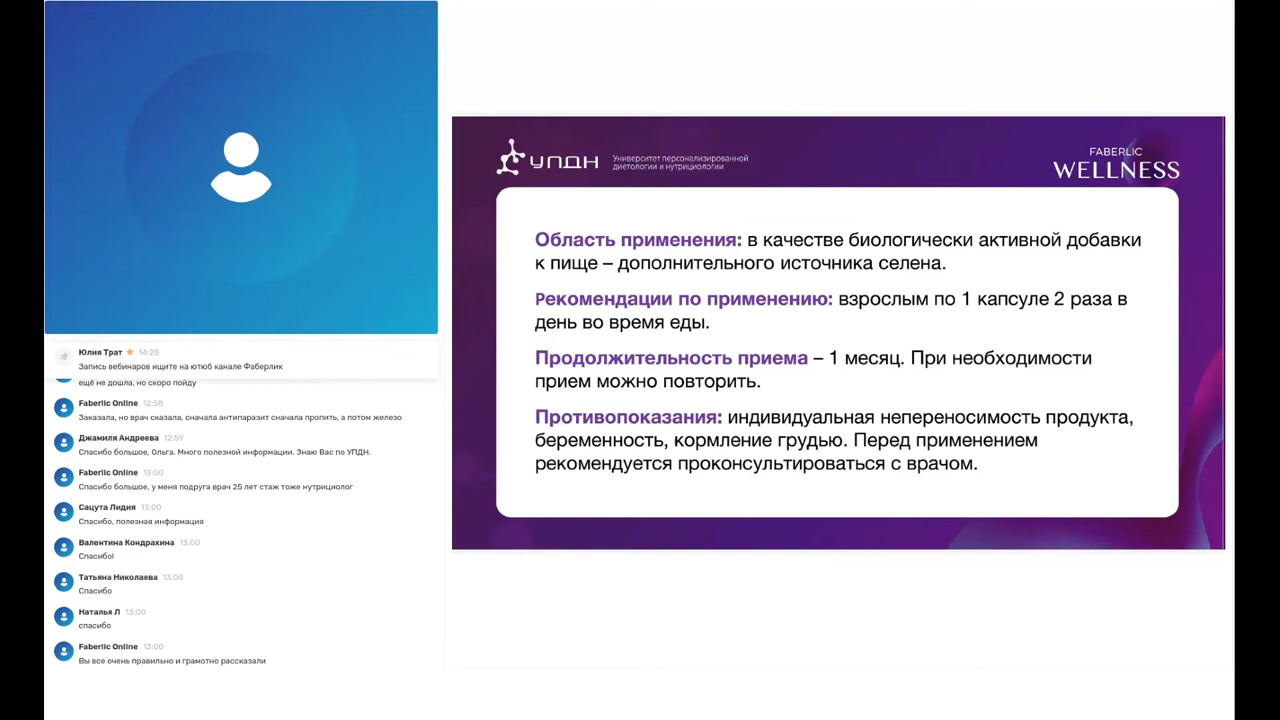 Юлия Трат 14:28
Запись вебинаров ищите на ютюб канале Фаберлик
ещё не дошла, но скоро пойду
Faberlic Online 12:58
Заказала, но врач сказала, сначала антипаразит сначала пропить, а потом железо
Джамиля Андреева 12:59
Спасибо большое, Ольга. Много полезной информации. Знаю Вас по УПДН.
Faberlic Online 13:00
Спасибо большое, у меня подруга врач 25 лет стаж тоже нутрициолог
Сацута Лидия 13:00
Спасибо, полезная информация
Валентина Кондрахина 13:00
Спасибо!
Татьяна Николаева 13:00
Спасибо
Наталья Л 13:00
спасибо
Faberlic Online 13:00
Вы все очень правильно и грамотно рассказали
УПДН
Университет персонализированной
диетологии и нутрициологии
FABERLIC
WELLNESS
Область применения: в качестве биологически активной добавки
к пище – дополнительного источника селена.
Рекомендации по применению: взрослым по 1 капсуле 2 раза в
день во время еды.
Продолжительность приема – 1 месяц. При необходимости
прием можно повторить.
Противопоказания: индивидуальная непереносимость продукта,
беременность, кормление грудью. Перед применением
рекомендуется проконсультироваться с врачом.